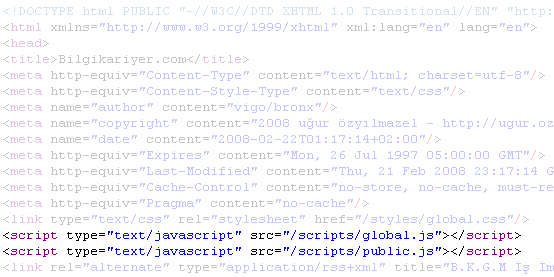 <!DOCTYPE html PUBLIC "-//W3C//DTD XHTML 1.0 Transitional//EN" "http:
<html xmlns="http://www.w3.org/1999/xhtml" xml:lang="en" lang="en">
<head>
<title>Bilgikariyer.com</title>
<meta http-equiv="Content-Type" content="text/html; charset=utf-8"/>
<meta http-equiv="Content-Style-Type" content="text/css"/>
<meta name="author" content="vigo/bronx"/>
<meta name="copyright" content="2008 uğur özyılmazel - http://ugur.oz
<meta name="date" content="2008-02-22T01:17:14+02:00"/>
<meta http-equiv="Expires" content="Mon, 26 Jul 1997 05:00:00 GMT"/>
<meta http-equiv="Last-Modified" content="Thu, 21 Feb 2008 23:17:14 G
<meta http-equiv="Cache-Control" content="no-store, no-cache, must-re
<meta http-equiv="Pragma" content="no-cache"/>
<link type="text/css" rel="stylesheet" href="/styles/global.css"/>
<script type="text/javascript" src="/scripts/global.js"></script>
<script type="text/javascript" src="/scripts/public.js"></script>
<link rel="alternate" type="application/rss+xml" title="B.K.G.M İş İm